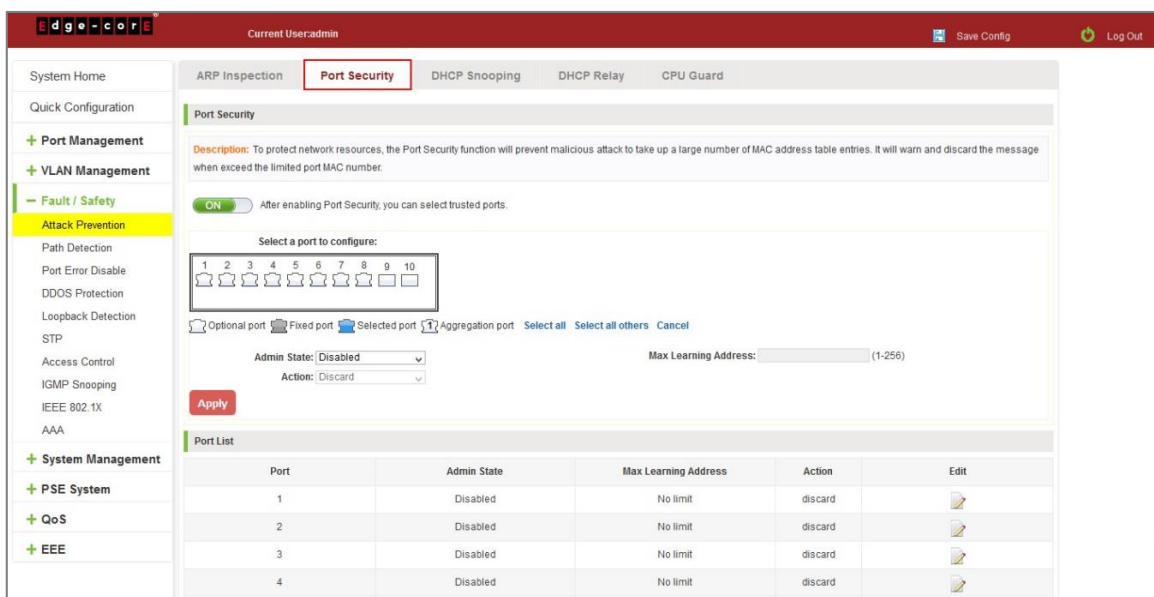 Edge-corE
Current User:admin
Save Config
Log Out
System Home
Quick Configuration
Port Management
VLAN Management
Fault / Safety
Attack Prevention
Path Detection
Port Error Disable
DDOS Protection
Loopback Detection
STP
Access Control
IGMP Snooping
IEEE 802.1X
AAA
System Management
PSE System
QoS
EEE
ARP Inspection Port Security DHCP Snooping DHCP Relay CPU Guard
Port Security
Description: To protect network resources, the Port Security function will prevent malicious attack to take up a large number of MAC address table entries. It will warn and discard the message
when exceed the limited port MAC number.
ON After enabling Port Security, you can select trusted ports.
Select a port to configure:
1 2 3 4 5 6 7 8 9 10
Optional port Fixed port Selected port 1 Aggregation port Select all Select all others Cancel
Admin State: Disabled Max Learning Address: (1-256)
Action: Discard
Apply
Port List
Port Admin State Max Learning Address Action Edit
1 Disabled No limit discard
2 Disabled No limit discard
3 Disabled No limit discard
4 Disabled No limit discard